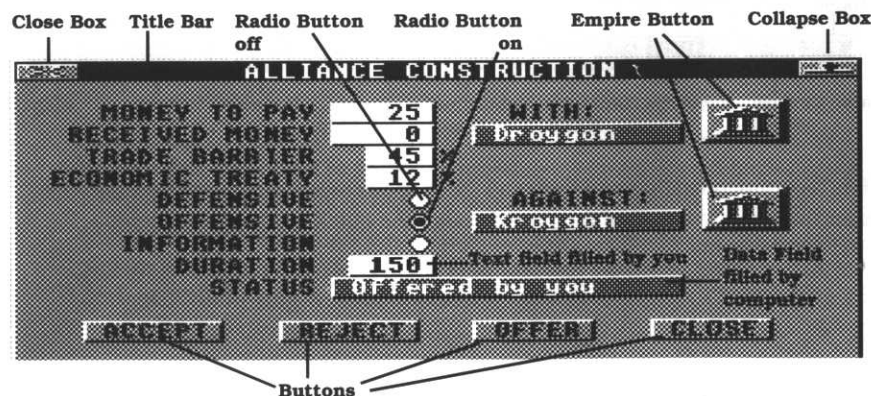 Close Box Title Bar Radio Button off Radio Button on Empire Button Collapse Box
ALLIANCE CONSTRUCTION
MONEY TO PAY 25 WITH:
RECEIVED MONEY 0 Droygon
TRADE BARRIER 45 %
ECONOMIC TREATY 12 %
DEFENSIVE AGAINST:
OFFENSIVE Kroygon
INFORMATION
DURATION 150 Text field filled by you
STATUS Offered by you
Data Field
filled by
computer
ACCEPT REJECT OFFER CLOSE
Buttons